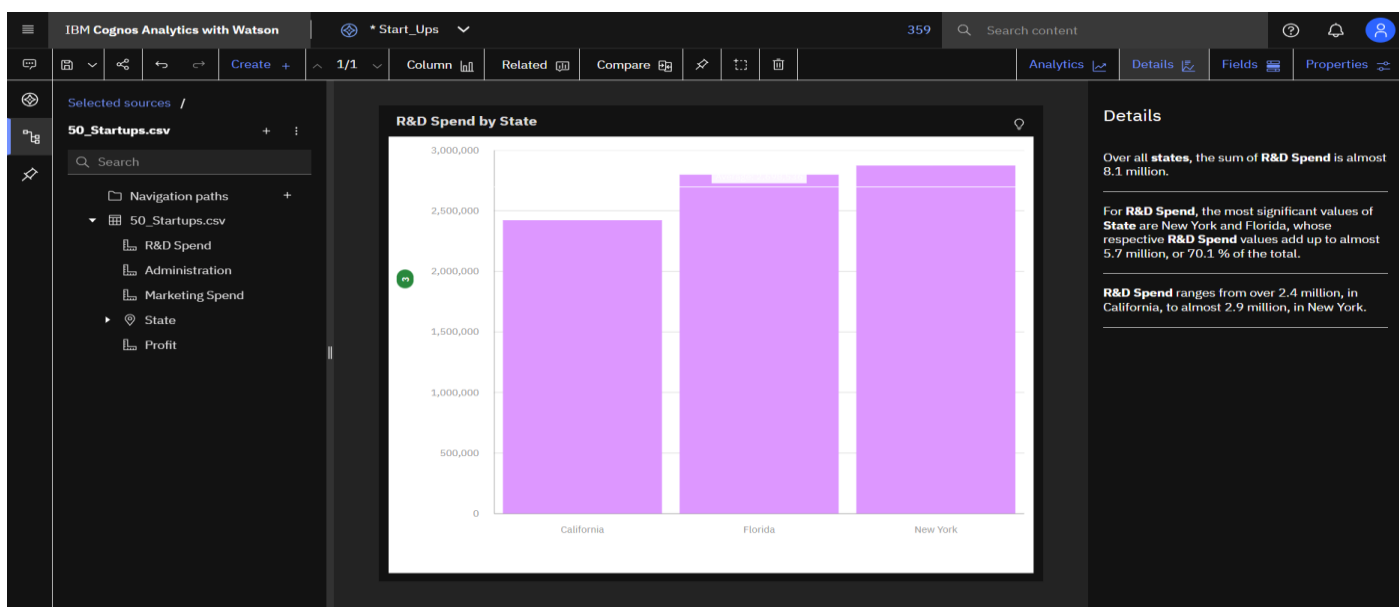 IBM Cognos Analytics with Watson
* Start_Ups
359
Search content
Create +
1/1
Column
Related
Compare
Analytics
Details
Fields
Properties
Selected sources /
50_Startups.csv
Search
Navigation paths
50_Startups.csv
R&D Spend
Administration
Marketing Spend
State
Profit
R&D Spend by State
3,000,000
2,500,000
2,000,000
1,500,000
1,000,000
500,000
0
California
Florida
New York
Details
Over all states, the sum of R&D Spend is almost
8.1 million.
For R&D Spend, the most significant values of
State are New York and Florida, whose
respective R&D Spend values add up to almost
5.7 million, or 70.1 % of the total.
R&D Spend ranges from over 2.4 million, in
California, to almost 2.9 million, in New York.